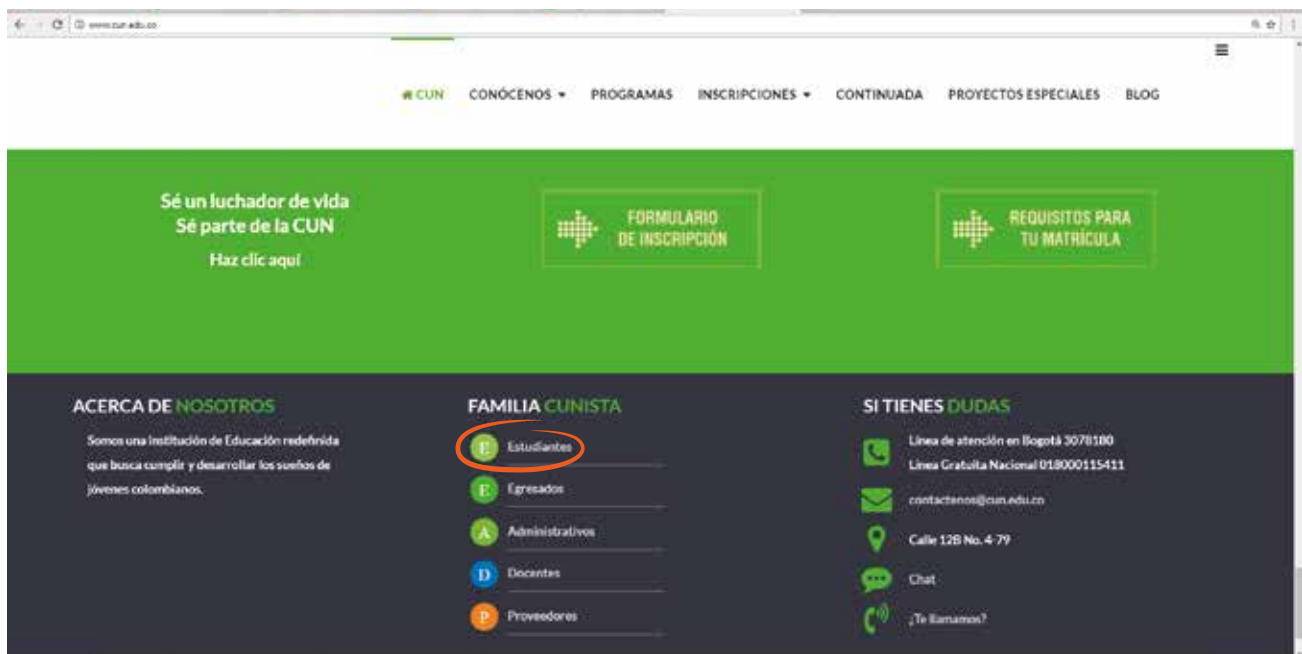 www.cun.edu.co
CUN CONÓCENOS PROGRAMAS INSCRIPCIONES CONTINUADA PROYECTOS ESPECIALES BLOG
Sé un luchador de vida
Sé parte de la CUN
Haz clic aquí
FORMULARIO
DE INSCRIPCIÓN
REQUISITOS PARA
TU MATRÍCULA
ACERCA DE NOSOTROS
Somos una Institución de Educación redefinida
que busca cumplir y desarrollar los sueños de
jóvenes colombianos.
FAMILIA CUNISTA
E Estudiantes
E Egresados
A Administrativos
D Docentes
P Proveedores
SI TIENES DUDAS
Línea de atención en Bogotá 3078180
Línea Gratuita Nacional 018000115411
contactenos@cun.edu.co
Calle 12B No. 4-79
Chat
¿Te llamamos?